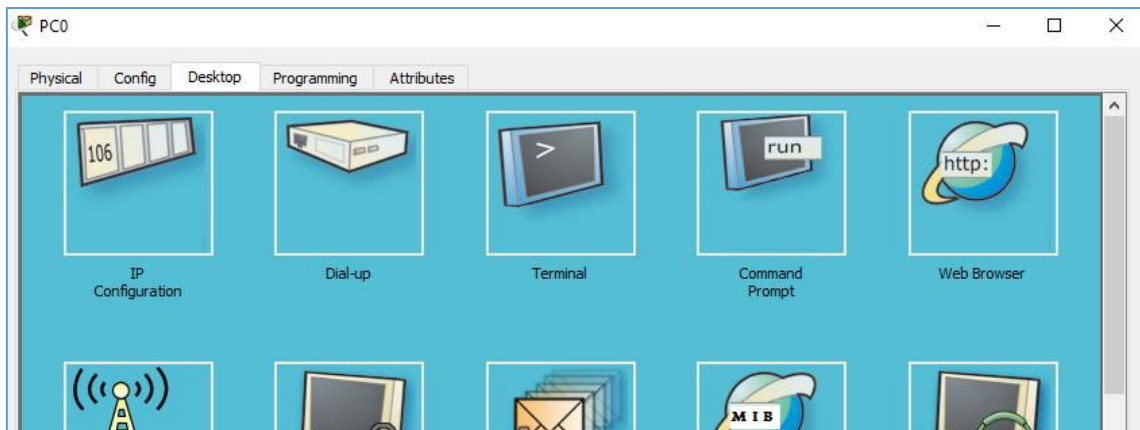 PC0
Physical Config Desktop Programming Attributes
106
>
run
http:
IP
Configuration
Dial-up
Terminal
Command
Prompt
Web Browser
MIB